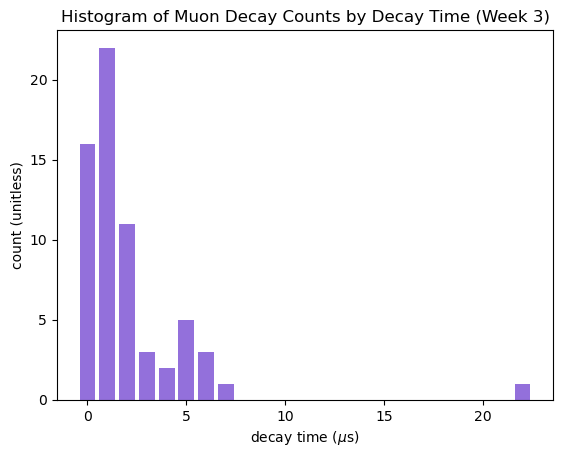 Histogram of Muon Decay Counts by Decay Time (Week 3)
count (unitless)
20
15
10
5
0
0 5 10 15 20
decay time (μs)